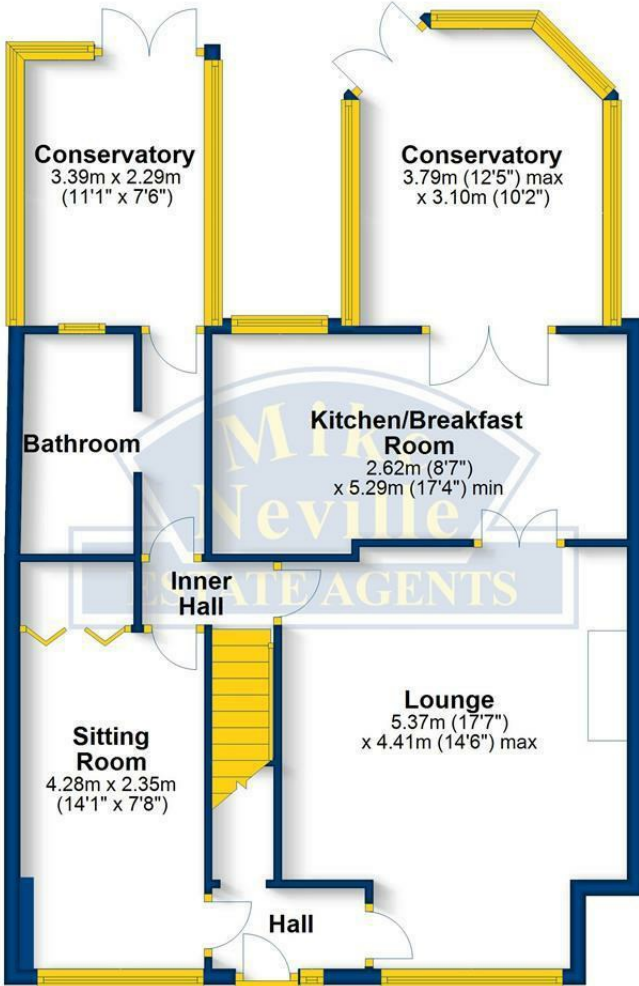 Conservatory
3.39m x 2.29m
(11'1" x 7'6")
Conservatory
3.79m (12'5") max
x 3.10m (10'2")
Bathroom
Kitchen/Breakfast
Room
2.62m (8'7")
x 5.29m (17'4") min
Mike
Neville
ESTATE AGENTS
Inner
Hall
Lounge
5.37m (17'7")
x 4.41m (14'6") max
Sitting
Room
4.28m x 2.35m
(14'1" x 7'8")
Hall